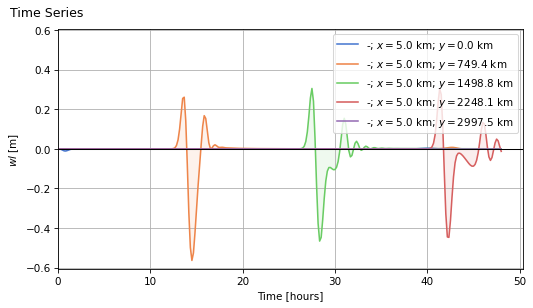 Time Series
0.6
0.4
0.2
0.0
−0.2
−0.4
−0.6
wl [m]
-; x = 5.0 km; y = 0.0 km
-; x = 5.0 km; y = 749.4 km
-; x = 5.0 km; y = 1498.8 km
-; x = 5.0 km; y = 2248.1 km
-; x = 5.0 km; y = 2997.5 km
0 10 20 30 40 50
Time [hours]